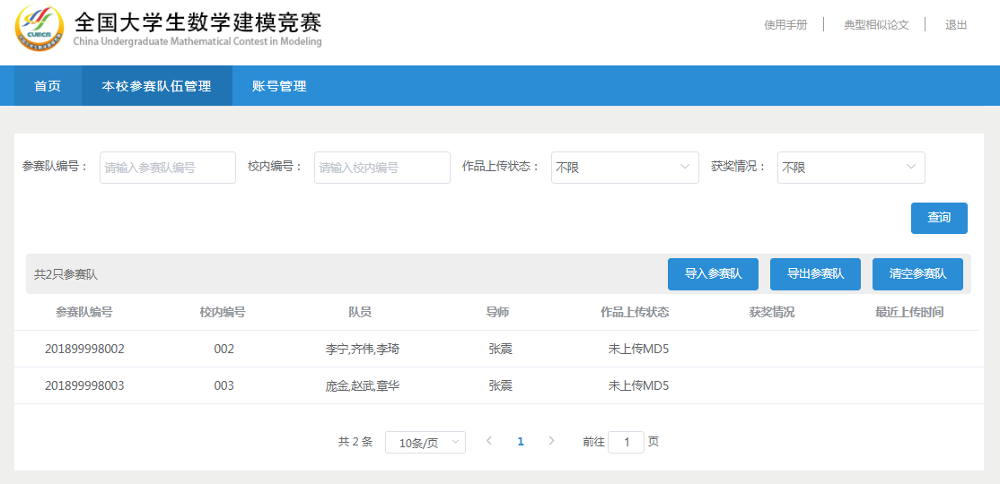 全国大学生数学建模竞赛
China Undergraduate Mathematical Contest in Modeling
CUMCM
使用手册 典型相似论文 退出
首页 本校参赛队伍管理 账号管理
参赛队编号： 请输入参赛队编号 校内编号： 请输入校内编号 作品上传状态： 不限 获奖情况： 不限
查询
共2只参赛队 导入参赛队 导出参赛队 清空参赛队
参赛队编号 校内编号 队员 导师 作品上传状态 获奖情况 最近上传时间
201899998002 002 李宁,齐伟,李琦 张震 未上传MD5
201899998003 003 庞金,赵武,章华 张震 未上传MD5
共 2 条 10条/页 1 前往 1 页